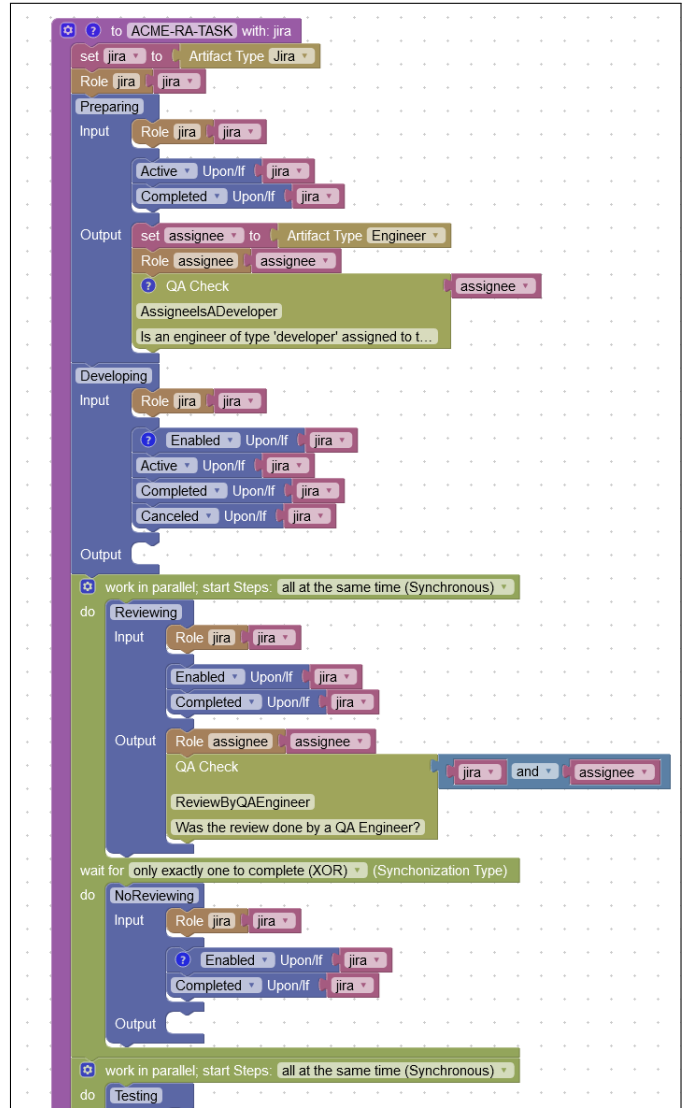 to ACME-RA-TASK with: jira
set jira to Artifact Type Jira
Role jira jira
Preparing
Input Role jira jira
Active Upon/If jira
Completed Upon/If jira
Output set assignee to Artifact Type Engineer
Role assignee assignee
? QA Check assignee
AssigneeIsADeveloper
Is an engineer of type 'developer' assigned to t...
Developing
Input Role jira jira
? Enabled Upon/If jira
Active Upon/If jira
Completed Upon/If jira
Canceled Upon/If jira
Output
work in parallel; start Steps: all at the same time (Synchronous)
do Reviewing
Input Role jira jira
Enabled Upon/If jira
Completed Upon/If jira
Output Role assignee assignee
QA Check jira and assignee
ReviewByQAEngineer
Was the review done by a QA Engineer?
wait for only exactly one to complete (XOR) (Synchonization Type)
do NoReviewing
Input Role jira jira
? Enabled Upon/If jira
Completed Upon/If jira
Output
work in parallel; start Steps: all at the same time (Synchronous)
do Testing